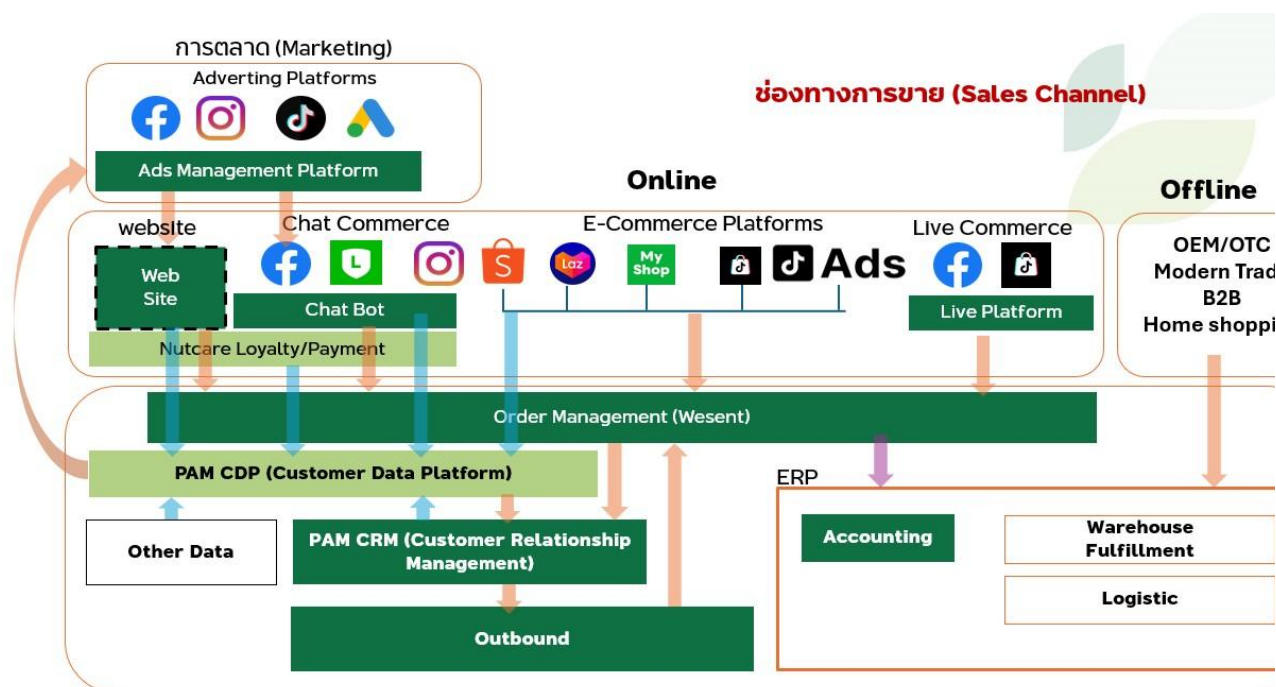 การตลาด (Marketing)
Adverting Platforms
Ads Management Platform
ช่องทางการขาย (Sales Channel)
Online
Offline
website
Chat Commerce
E-Commerce Platforms
Live Commerce
Web
Site
L
S
Laz
My
Shop
Ads
Chat Bot
Live Platform
Nutcare Loyalty/Payment
OEM/OTC
Modern Trad
B2B
Home shoppi
Order Management (Wesent)
PAM CDP (Customer Data Platform)
ERP
Other Data
PAM CRM (Customer Relationship
Management)
Accounting
Warehouse
Fulfillment
Logistic
Outbound